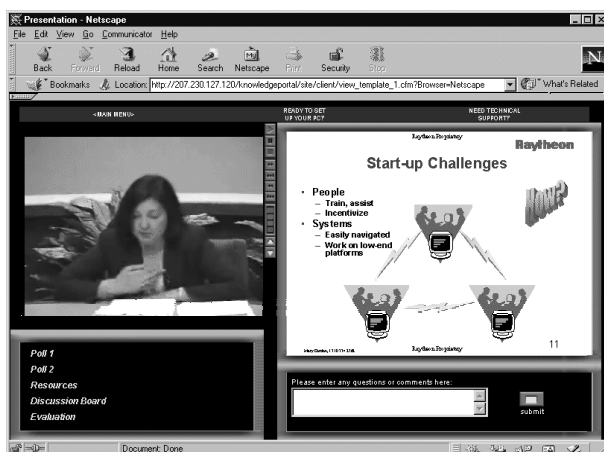 Presentation - Netscape
File Edit View Go Communicator Help
Back Forward Reload Home Search Netscape Print Security Stop
Bookmarks Location: http://207.230.127.120/knowledgeportal/site/client/view_template_1.cfm?Browser=Netscape What's Related
<MAIN MENU>
READY TO SET
UP YOUR PC?
NEED TECHNICAL
SUPPORT?
Raytheon Proprietary
Raytheon
Start-up Challenges
How?
• People
– Train, assist
– Incentivize
• Systems
– Easily navigated
– Work on low-end
platforms
Raytheon Proprietary
11
Poll 1
Poll 2
Resources
Discussion Board
Evaluation
Please enter any questions or comments here:
submit
Document: Done